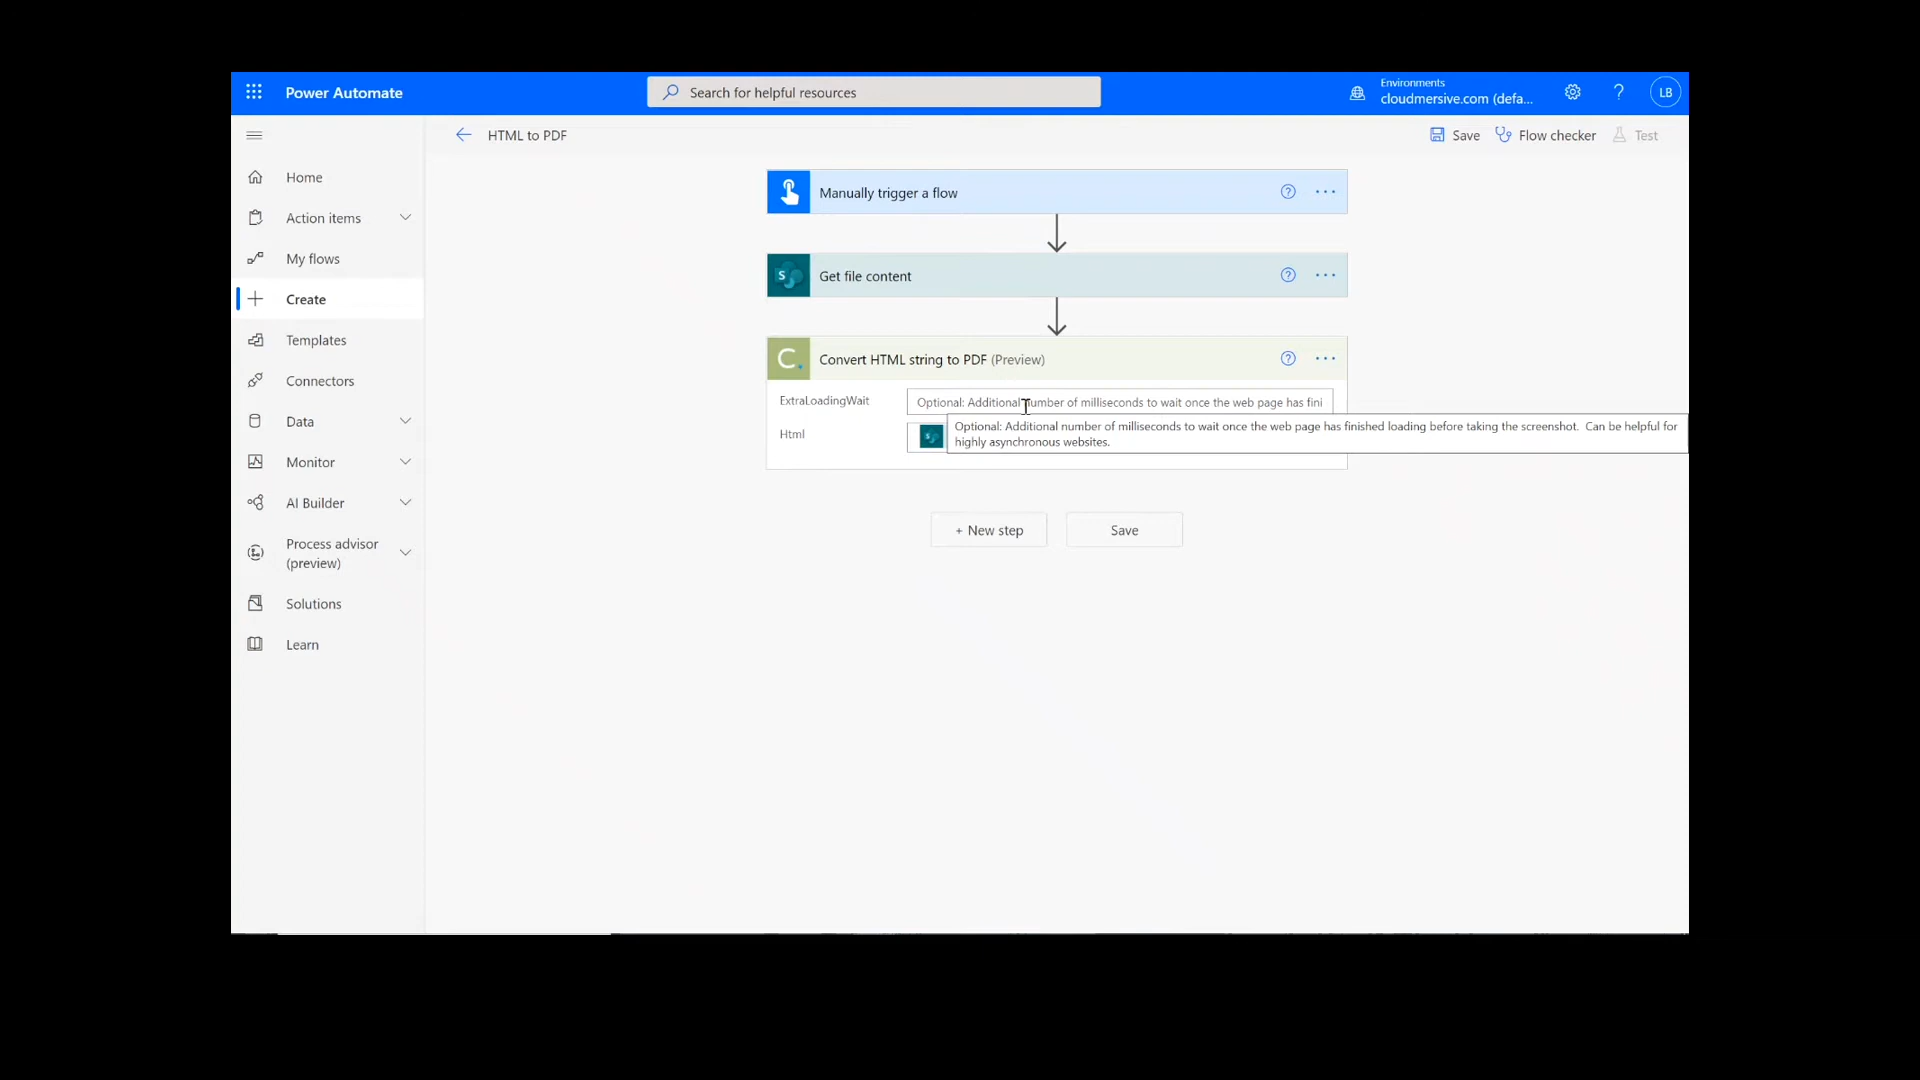 Power Automate
Search for helpful resources
Environments
cloudmersive.com (defa...
?
LB
HTML to PDF
Save
Flow checker
Test
Home
Action items
My flows
Create
Templates
Connectors
Data
Monitor
AI Builder
Process advisor
(preview)
Solutions
Learn
Manually trigger a flow
?
...
S
Get file content
?
...
C.
Convert HTML string to PDF (Preview)
?
...
ExtraLoadingWait
Optional: Additional number of milliseconds to wait once the web page has fini
Html
S
Optional: Additional number of milliseconds to wait once the web page has finished loading before taking the screenshot. Can be helpful for
highly asynchronous websites.
+ New step
Save